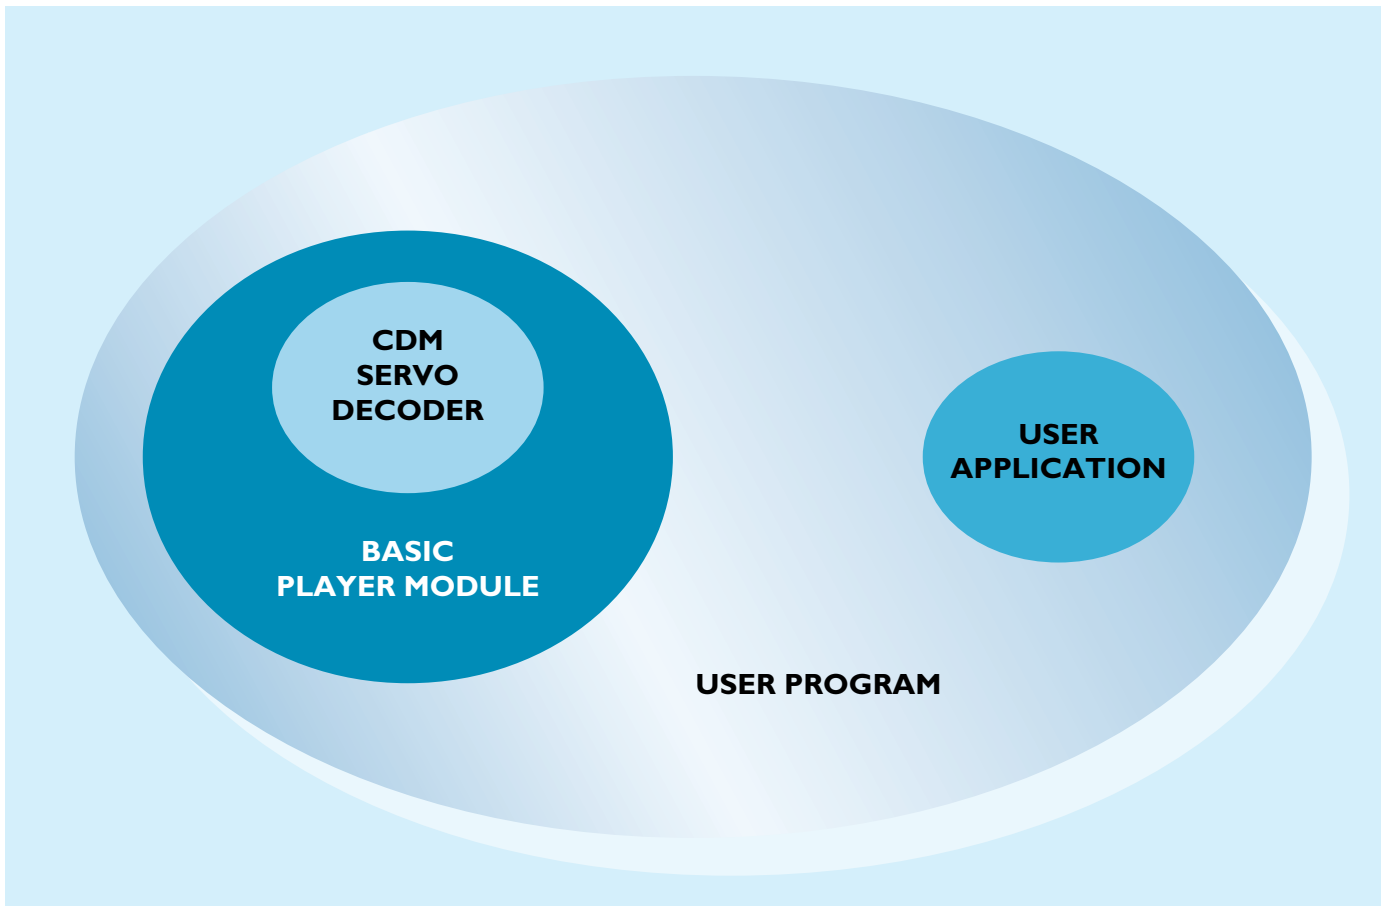 CDM
SERVO
DECODER
USER
APPLICATION
BASIC
PLAYER MODULE
USER PROGRAM